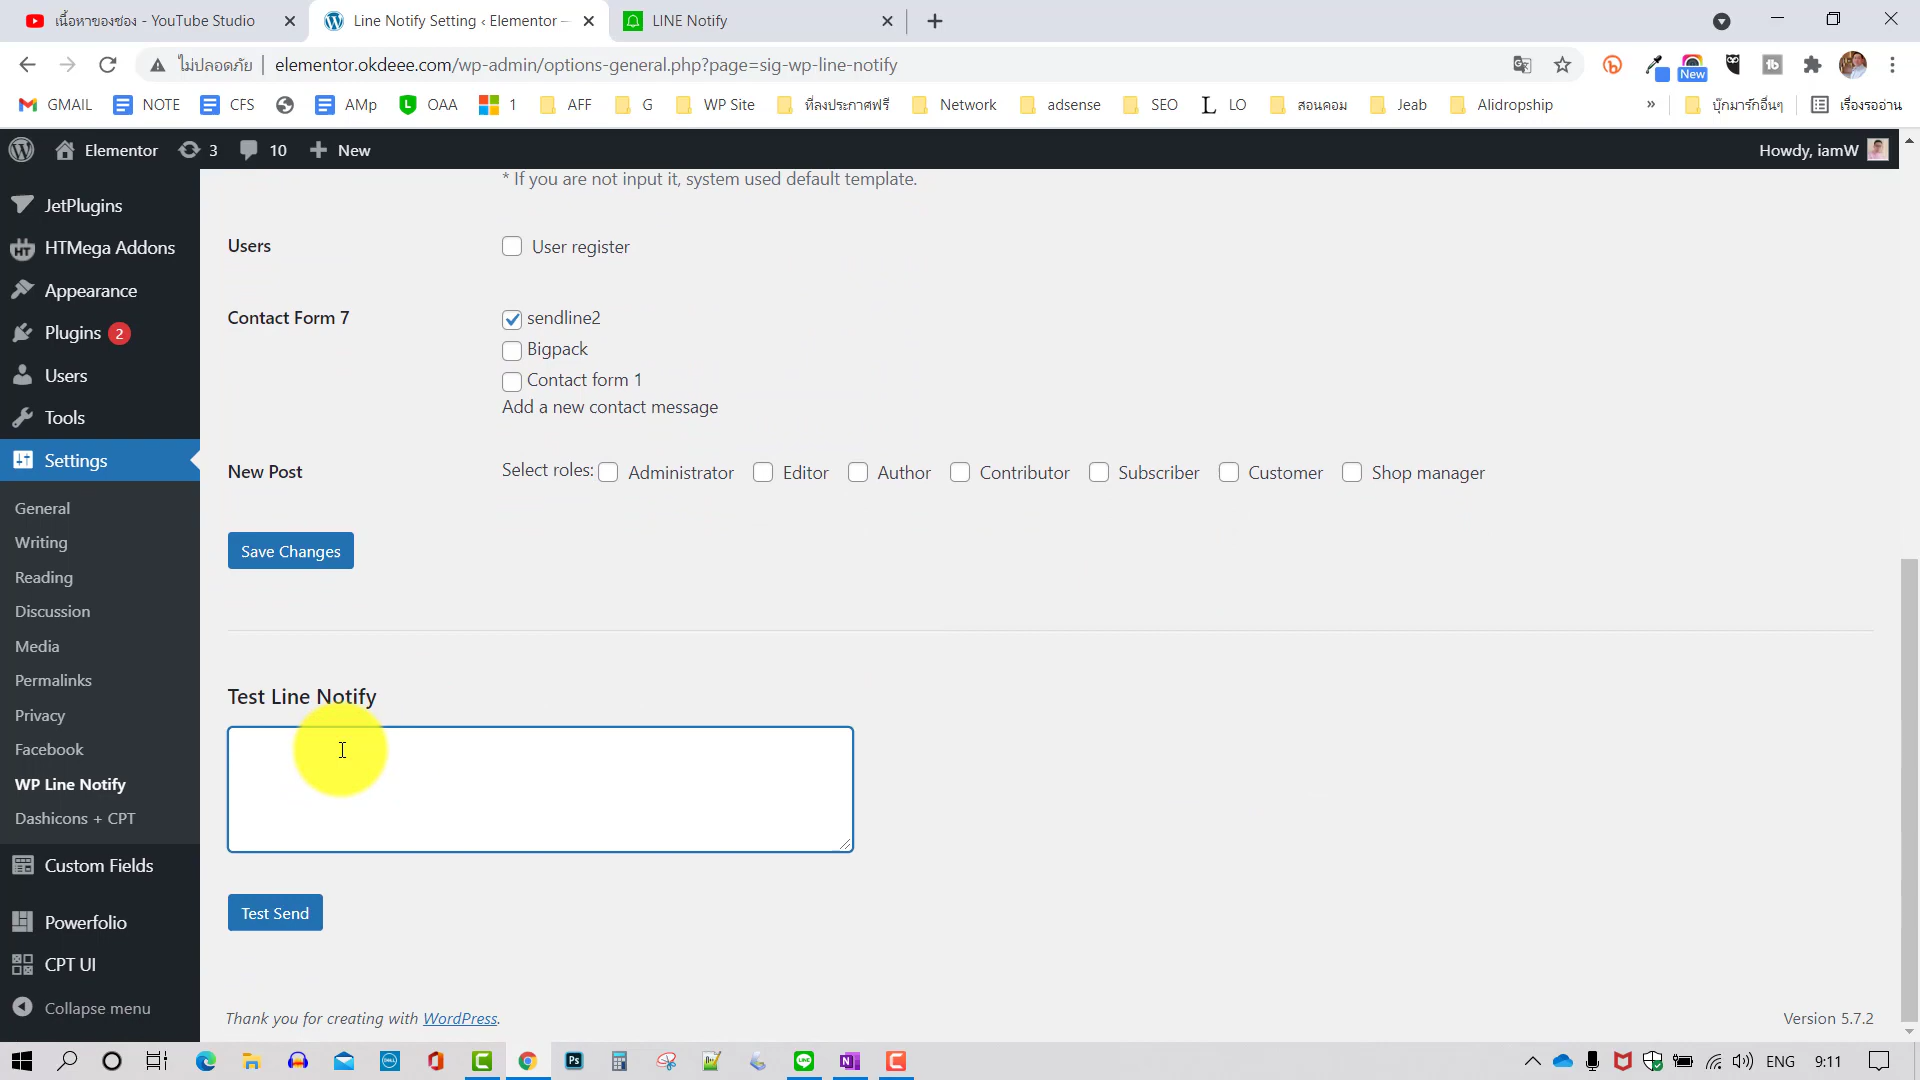 เนื้อหาของช่อง - YouTube Studio
Line Notify Setting ‹ Elementor —
LINE Notify
ไม่ปลอดภัย
elementor.okdeee.com/wp-admin/options-general.php?page=sig-wp-line-notify
New
GMAIL
NOTE
CFS
AMp
OAA
1
AFF
G
WP Site
ที่ลงประกาศฟรี
Network
adsense
SEO
LO
สอนคอม
Jeab
Alidropship
»
บุ๊กมาร์กอื่นๆ
เรื่องรออ่าน
Elementor
3
10
New
Howdy, iamW
JetPlugins
HTMega Addons
Appearance
Plugins 2
Users
Tools
Settings
General
Writing
Reading
Discussion
Media
Permalinks
Privacy
Facebook
WP Line Notify
Dashicons + CPT
Custom Fields
Powerfolio
CPT UI
Collapse menu
* If you are not input it, system used default template.
Users
User register
Contact Form 7
sendline2
Bigpack
Contact form 1
Add a new contact message
New Post
Select roles: Administrator Editor Author Contributor Subscriber Customer Shop manager
Save Changes
Test Line Notify
Test Send
Thank you for creating with WordPress.
Version 5.7.2
ENG
9:11